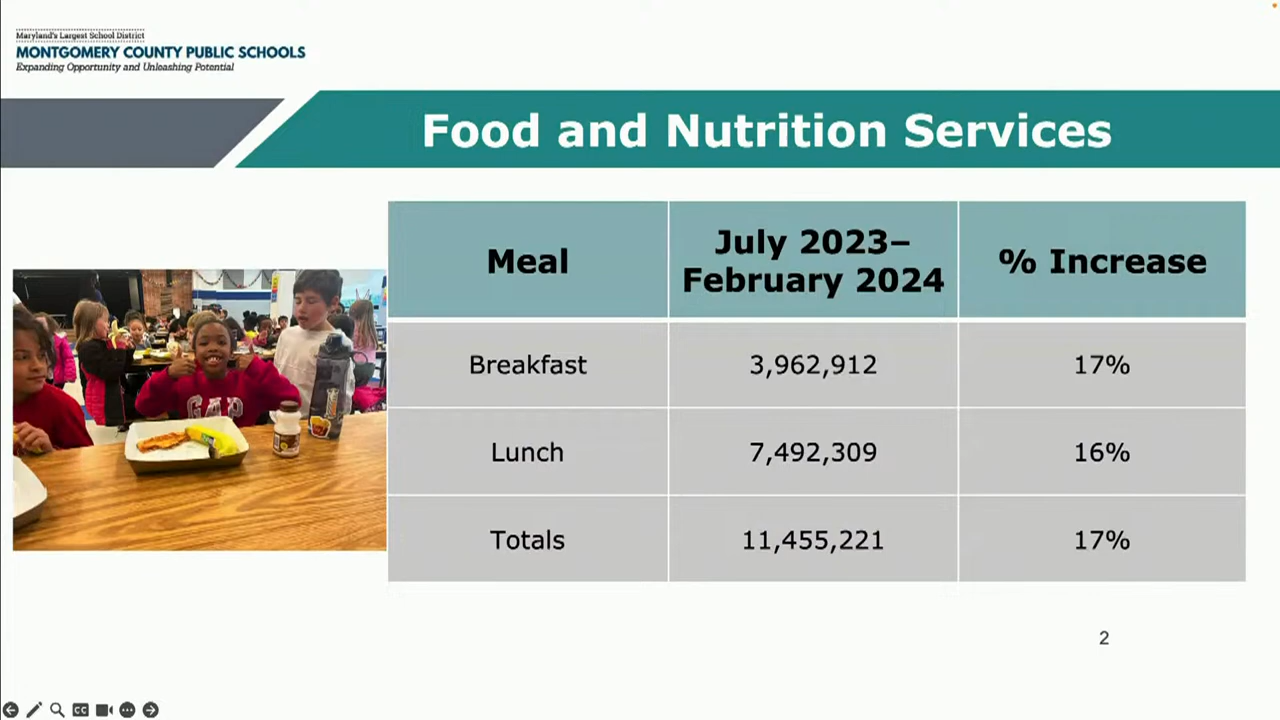 Maryland's Largest School District
MONTGOMERY COUNTY PUBLIC SCHOOLS
Expanding Opportunity and Unleashing Potential
Food and Nutrition Services
Meal
July 2023–
February 2024
% Increase
Breakfast 3,962,912 17%
Lunch 7,492,309 16%
Totals 11,455,221 17%
GAP
2
CC